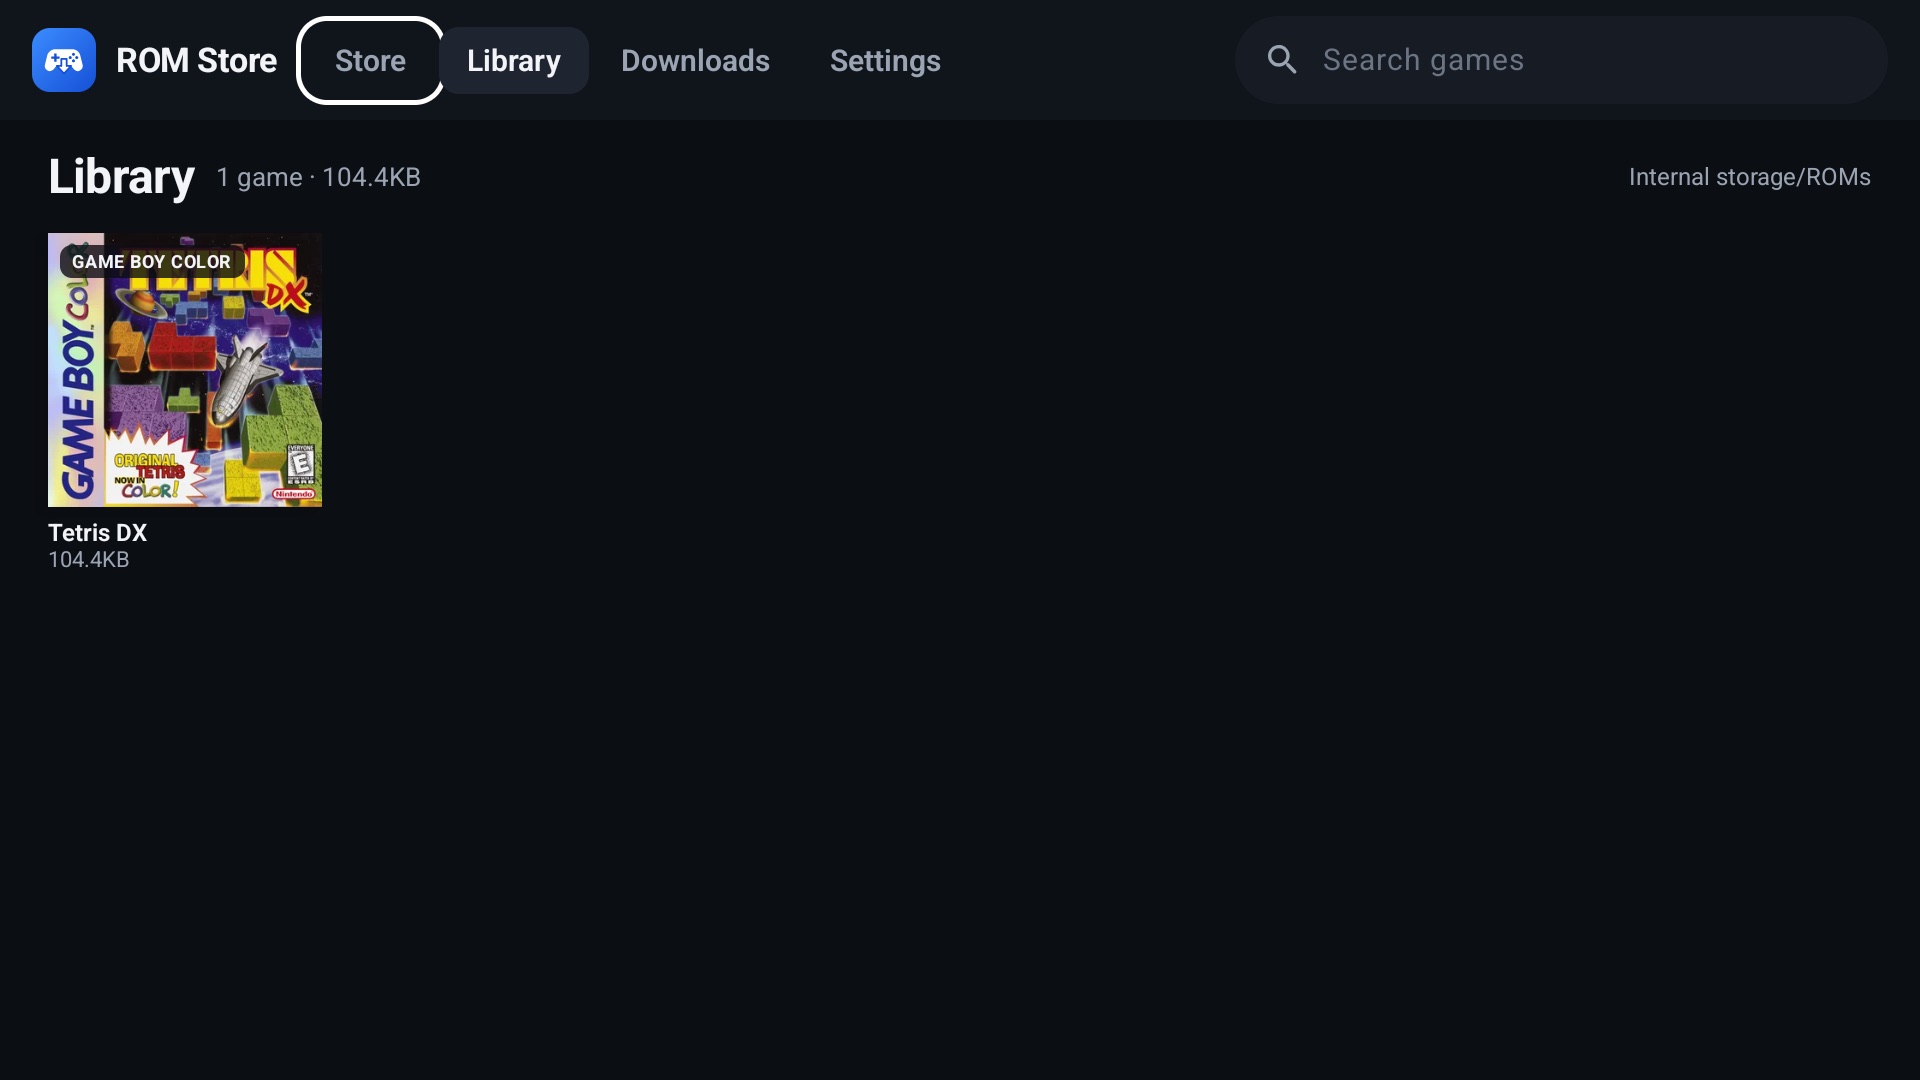 ROM Store
Store
Library
Downloads
Settings
Search games
Library
1 game · 104.4KB
Internal storage/ROMs
GAME BOY COLOR
DX
GAME BOY COLOR
ORIGINAL
TETRIS
NOW IN
COLOR!
EVERYONE
E
ESRB
Nintendo
Tetris DX
104.4KB